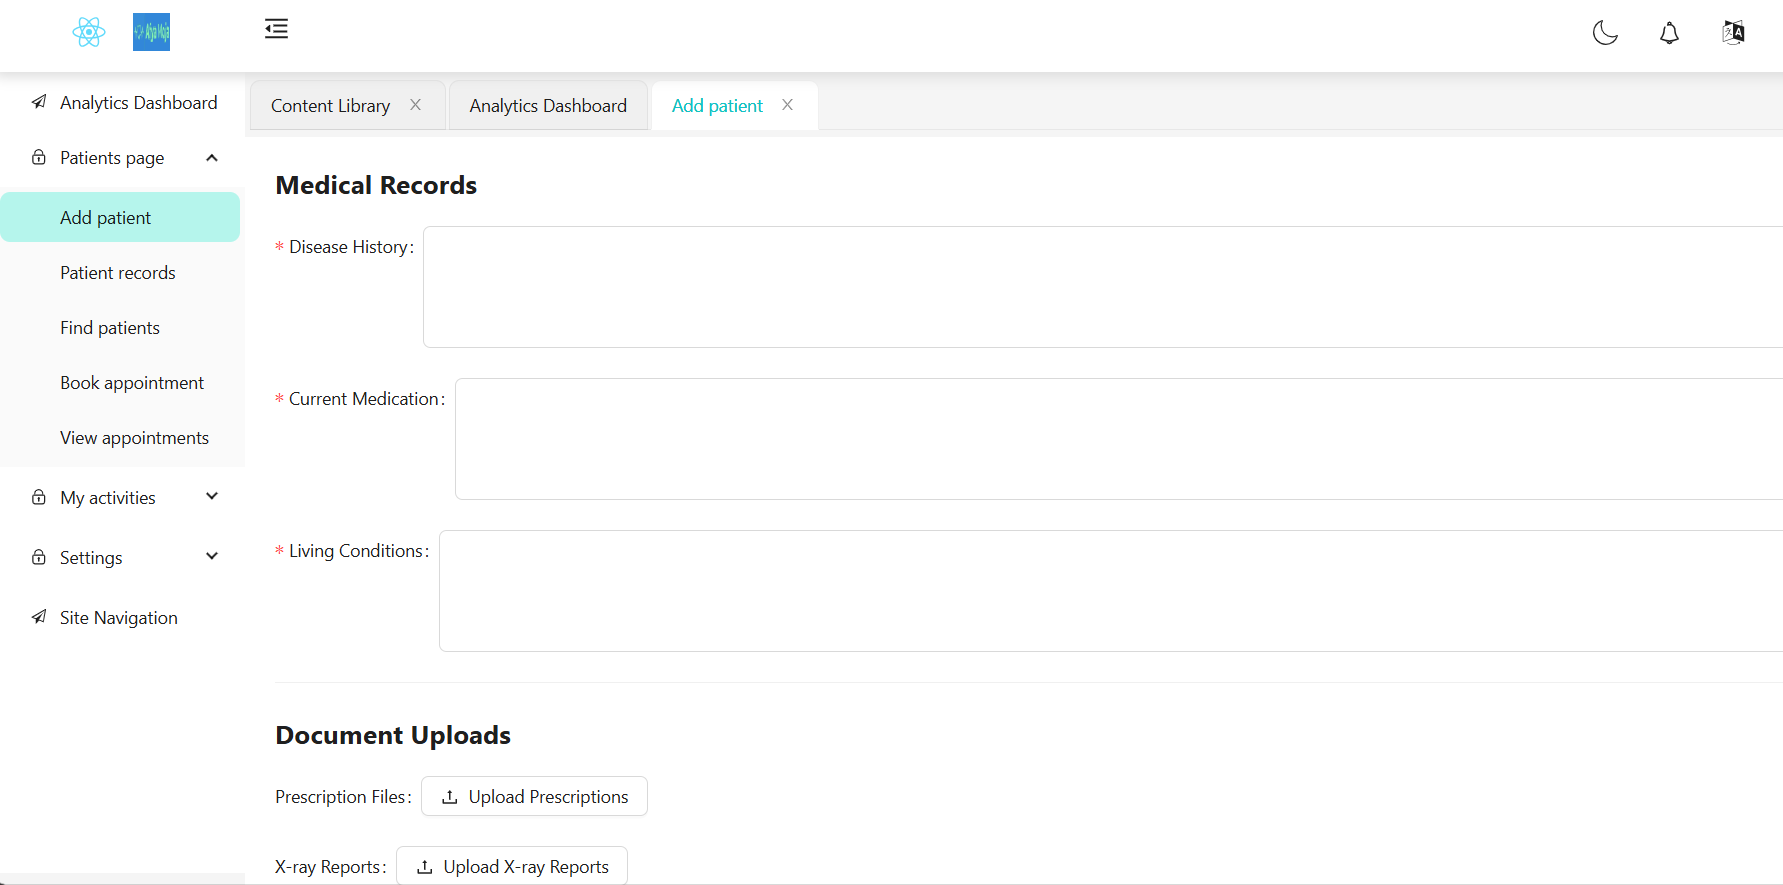 Afya Moja
Analytics Dashboard
Patients page
Add patient
Patient records
Find patients
Book appointment
View appointments
My activities
Settings
Site Navigation
Content Library
Analytics Dashboard
Add patient
Medical Records
* Disease History:
* Current Medication:
* Living Conditions:
Document Uploads
Prescription Files: Upload Prescriptions
X-ray Reports: Upload X-ray Reports